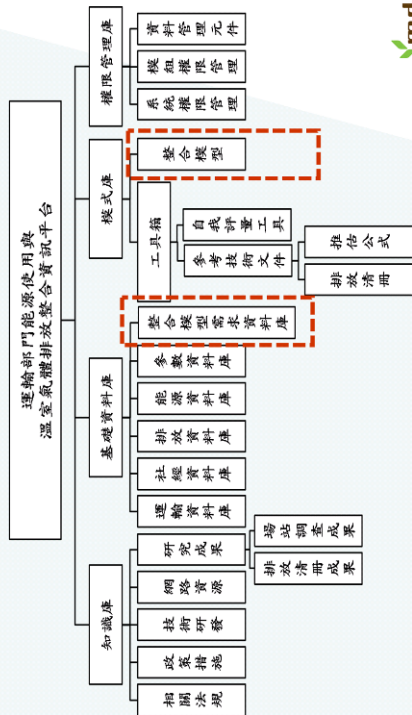 運輸部門能源使用與
溫室氣體排放整合資訊平台
知識庫
基礎資料庫
模式庫
權限管理庫
相關法規
政策措施
技術研發
網路資源
研究成果
運輸資料庫
社經資料庫
排放資料庫
能源資料庫
參數資料庫
整合模型需求資料庫
工具箱
整合模型
系統權限管理
模組權限管理
資料管理元件
排放清冊成果
場站調查成果
參考技術文件
自我評量工具
排放清冊
推估公式